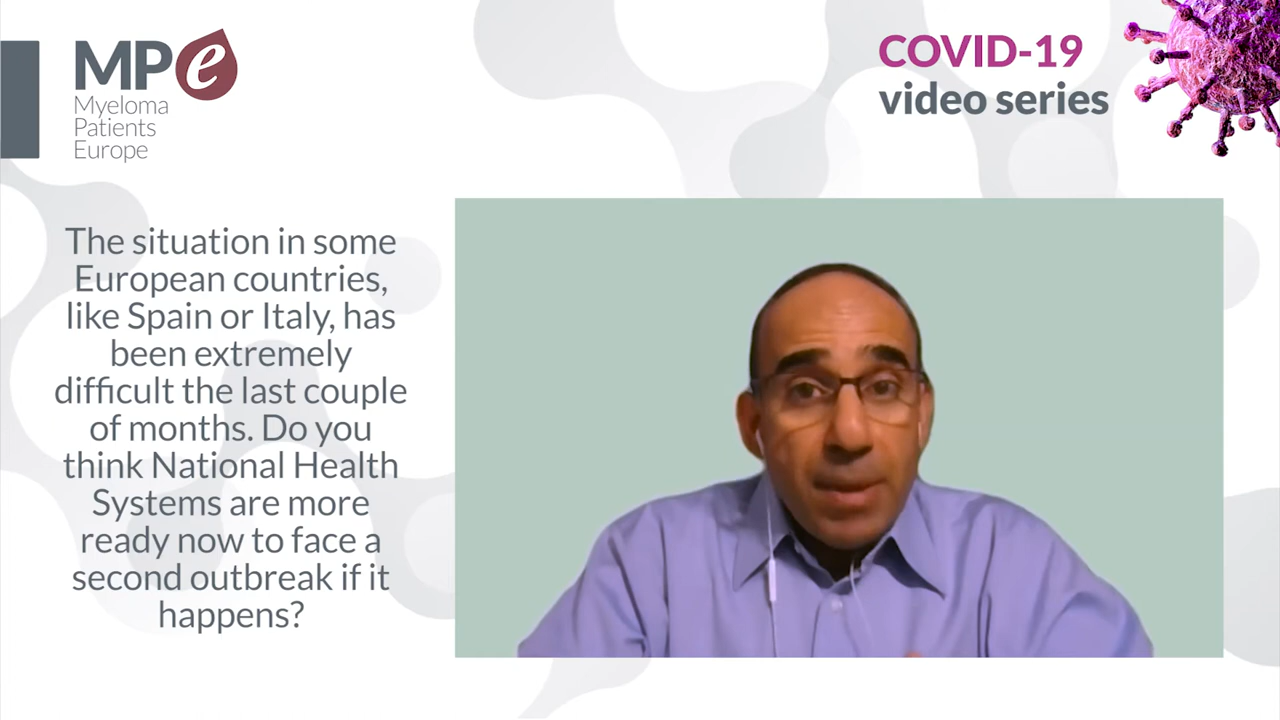 MPe
Myeloma
Patients
Europe
COVID-19
video series
The situation in some
European countries,
like Spain or Italy, has
been extremely
difficult the last couple
of months. Do you
think National Health
Systems are more
ready now to face a
second outbreak if it
happens?